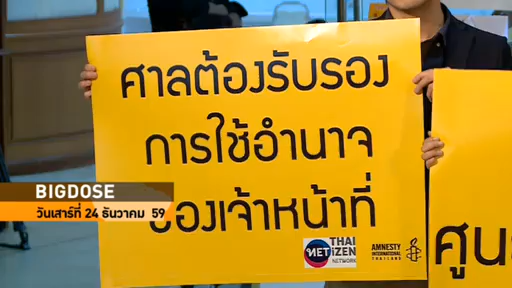 ศาลต้องรับรอง
การใช้อำนาจ
ของเจ้าหน้าที่
BIGDOSE
วันเสาร์ที่ 24 ธันวาคม 59
THAI
NETIZEN
NETWORK
AMNESTY
INTERNATIONAL
THAILAND
ศูน